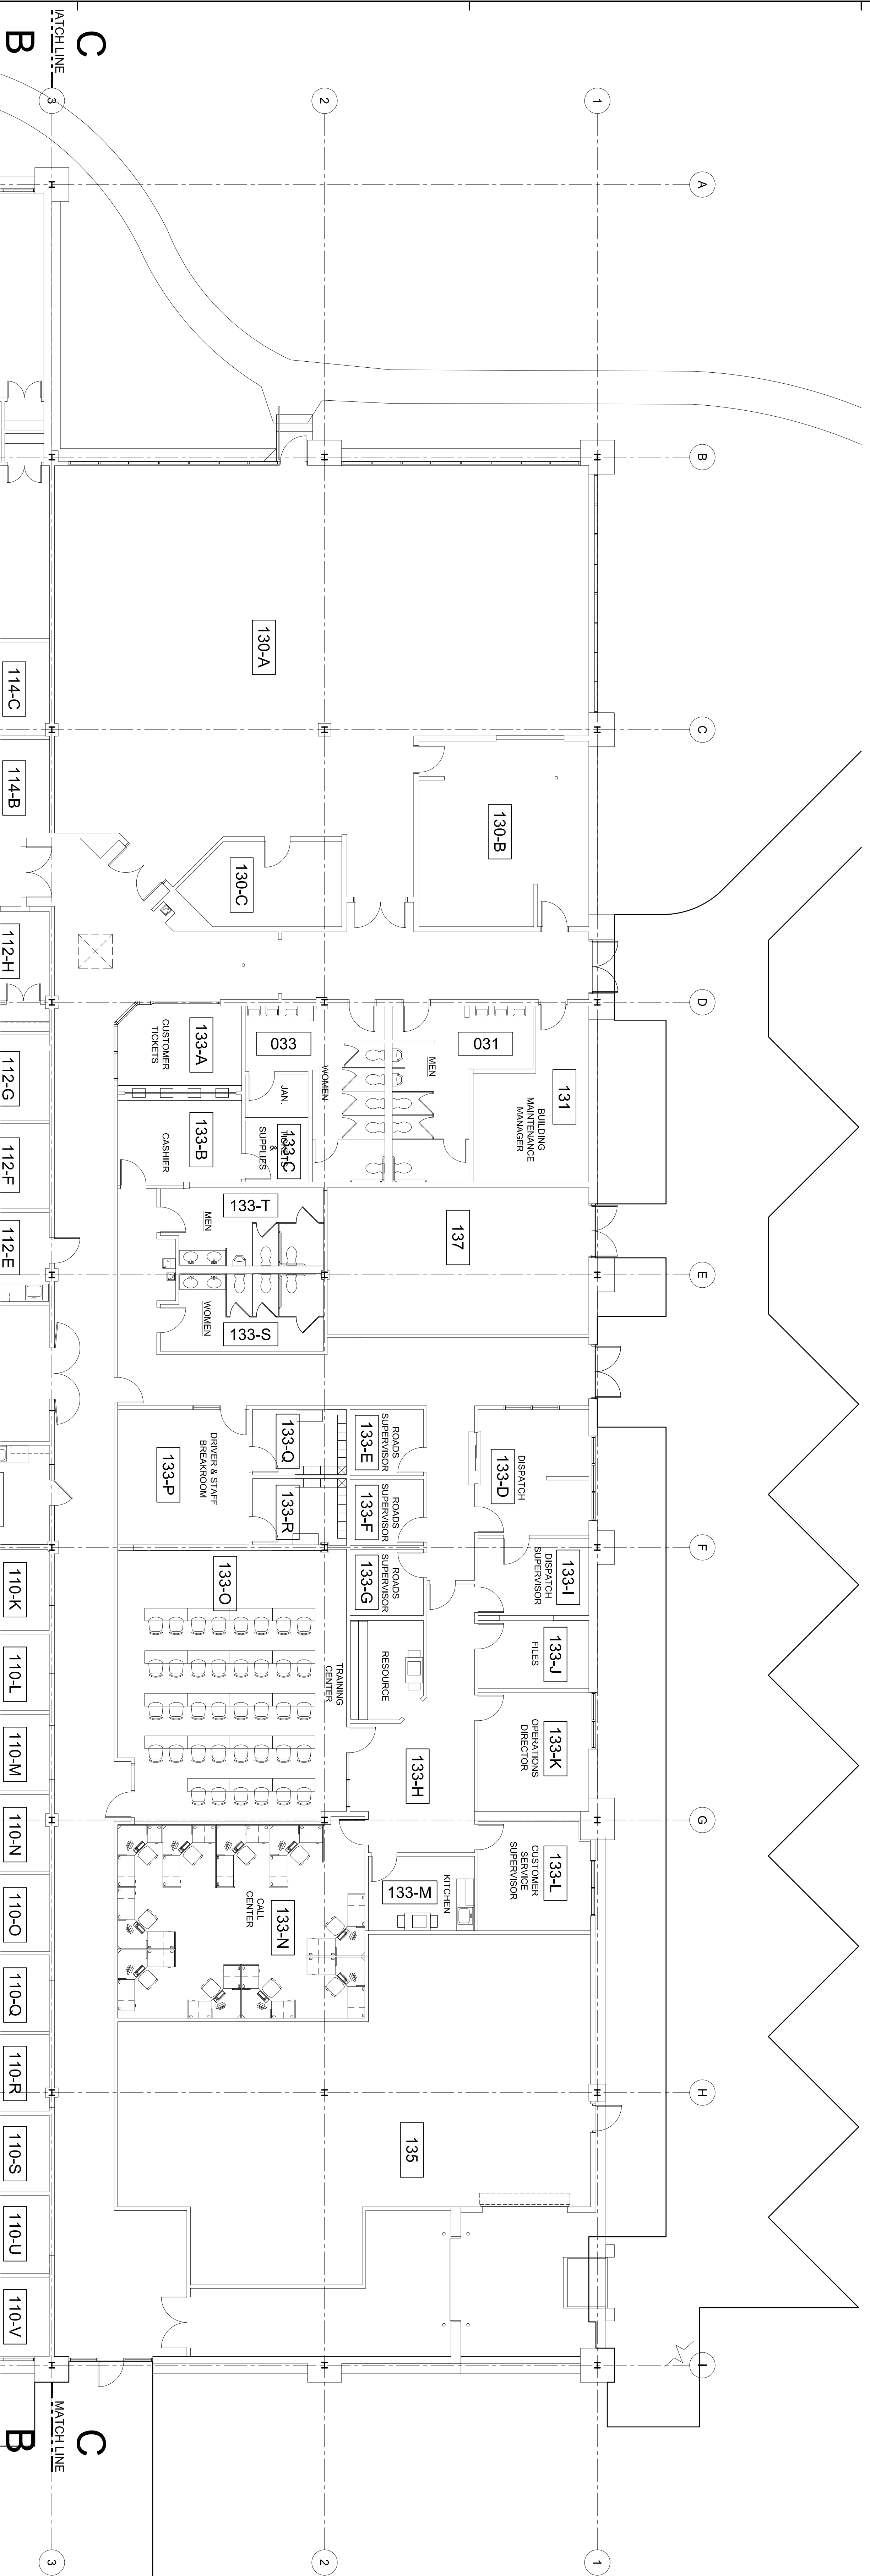 C
B
MATCH LINE
3
2
1
A
B
C
D
E
F
G
H
I
130-A
130-B
130-C
114-C
114-B
112-H
112-G
112-F
112-E
133-A
CUSTOMER
TICKETS
133-B
CASHIER
033
WOMEN
JAN.
133-C
TICKETS
&
SUPPLIES
031
MEN
131
BUILDING
MAINTENANCE
MANAGER
133-T
MEN
137
133-S
WOMEN
133-P
DRIVER & STAFF
BREAKROOM
133-Q
133-R
133-E
ROADS
SUPERVISOR
133-F
ROADS
SUPERVISOR
133-G
ROADS
SUPERVISOR
DISPATCH
133-D
133-I
DISPATCH
SUPERVISOR
133-J
FILES
133-K
OPERATIONS
DIRECTOR
133-O
TRAINING
CENTER
RESOURCE
133-H
133-L
CUSTOMER
SERVICE
SUPERVISOR
KITCHEN
133-M
133-N
CALL
CENTER
135
110-K
110-L
110-M
110-N
110-O
110-Q
110-R
110-S
110-U
110-V
C
B
MATCH LINE
3
2
1